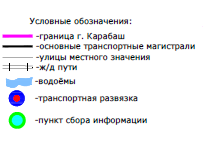 Условные обозначения:
-граница г. Карабаш
-основные транспортные магистрали
-улицы местного значения
-ж/д пути
-водоёмы
-транспортная развязка
-пункт сбора информации